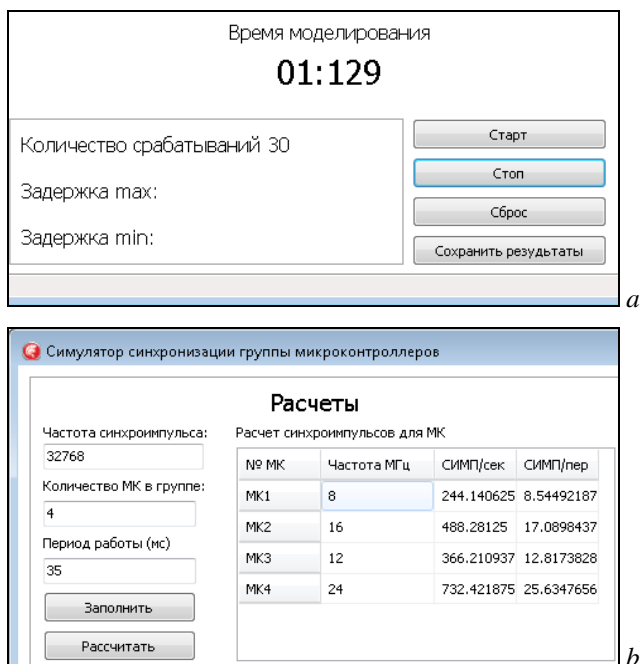 Время моделирования
01:129
Количество срабатываний 30
Задержка max:
Задержка min:
Старт
Стоп
Сброс
Сохранить резудьтаты
a
Симулятор синхронизации группы микроконтроллеров
Расчеты
Частота синхроимпульса:
32768
Количество МК в группе:
4
Период работы (мс)
35
Заполнить
Рассчитать
Расчет синхроимпульсов для МК
№ МК Частота МГц СИМП/сек СИМП/пер
МК1 8 244.140625 8.54492187
МК2 16 488.28125 17.0898437
МК3 12 366.210937 12.8173828
МК4 24 732.421875 25.6347656
b